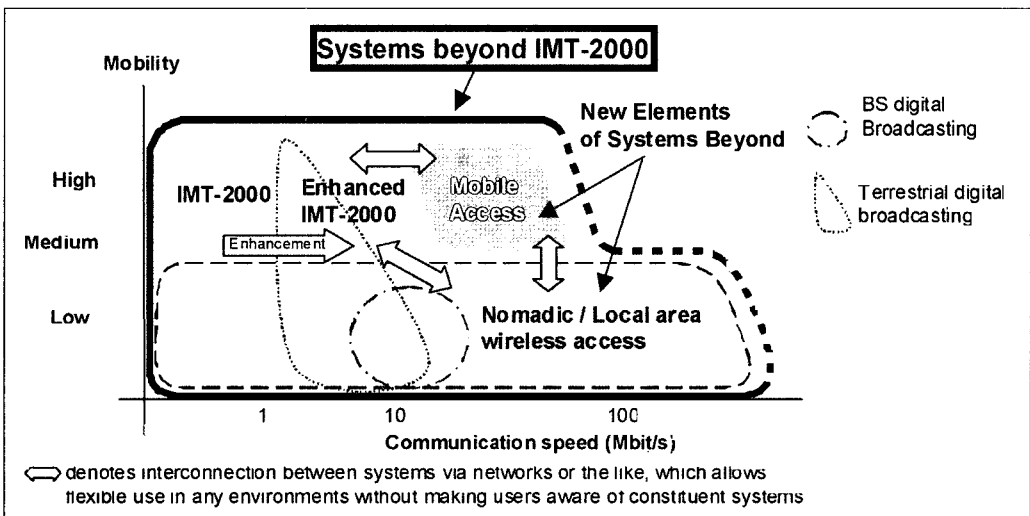 Systems beyond IMT-2000
Mobility
New Elements
of Systems Beyond
BS digital
Broadcasting
High
IMT-2000
Enhanced
IMT-2000
Mobile
Access
Terrestrial digital
broadcasting
Medium
Enhancement
Low
Nomadic / Local area
wireless access
1 10 100
Communication speed (Mbit/s)
denotes interconnection between systems via networks or the like, which allows
flexible use in any environments without making users aware of constituent systems